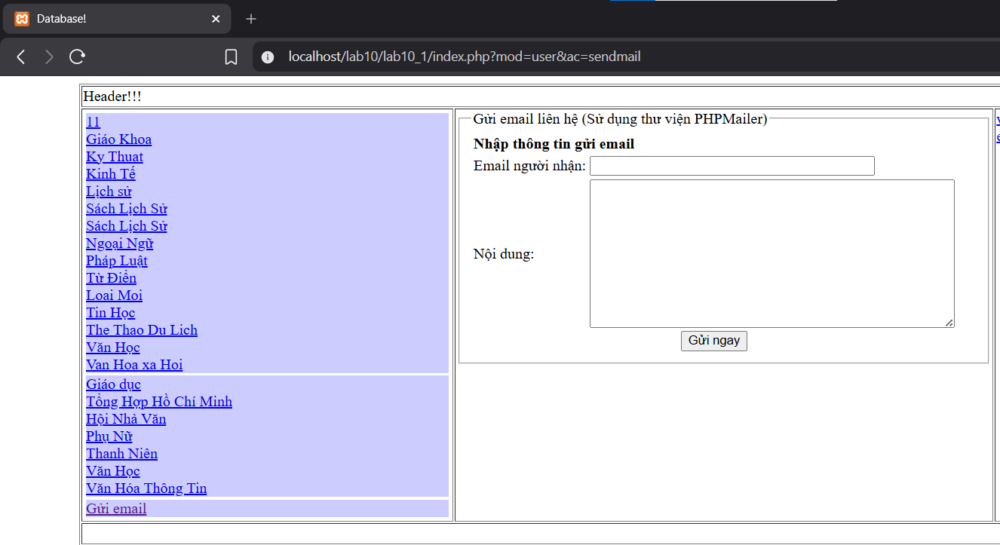 Database!
localhost/lab10/lab10_1/index.php?mod=user&ac=sendmail
Header!!!
11
Giáo Khoa
Ky Thuat
Kinh Tế
Lịch sử
Sách Lịch Sử
Sách Lịch Sử
Ngoại Ngữ
Pháp Luật
Từ Điển
Loai Moi
Tin Học
The Thao Du Lich
Văn Học
Van Hoa xa Hoi
Giáo dục
Tổng Hợp Hồ Chí Minh
Hội Nhà Văn
Phụ Nữ
Thanh Niên
Văn Học
Văn Hóa Thông Tin
Gửi email
Gửi email liên hệ (Sử dụng thư viện PHPMailer)
Nhập thông tin gửi email
Email người nhận:
Nội dung:
Gửi ngay